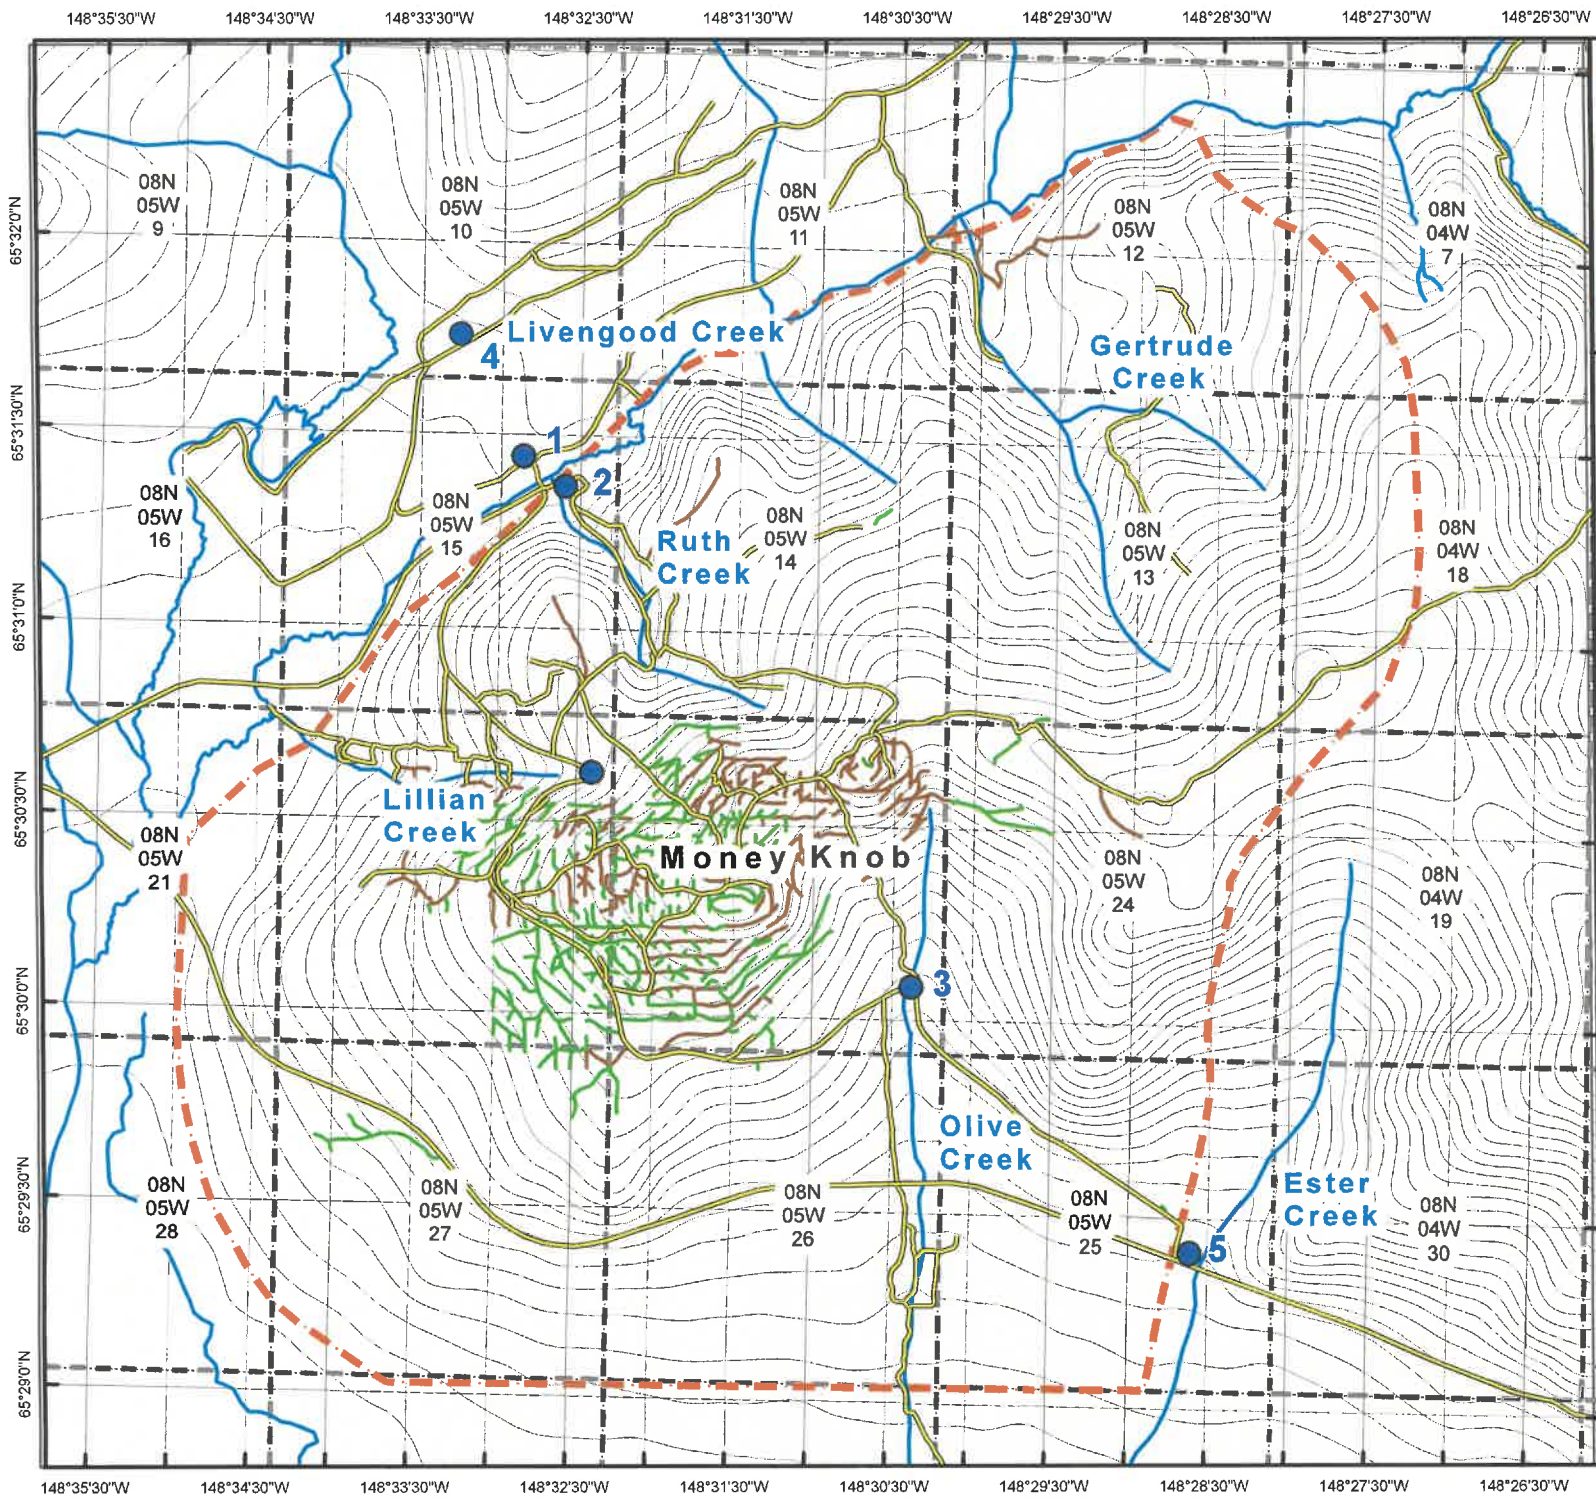 148°35'30"W 148°34'30"W 148°33'30"W 148°32'30"W 148°31'30"W 148°30'30"W 148°29'30"W 148°28'30"W 148°27'30"W 148°26'30"W
65°32'0"N
65°31'30"N
65°31'0"N
65°30'30"N
65°30'0"N
65°29'30"N
65°29'0"N
08N
05W
9
08N
05W
10
08N
05W
11
08N
05W
12
08N
04W
7
Livengood Creek
4
Gertrude
Creek
1
2
08N
05W
16
08N
05W
15
Ruth
Creek
08N
05W
14
08N
05W
13
08N
04W
18
Lillian
Creek
08N
05W
21
Money Knob
08N
05W
24
08N
04W
19
3
Olive
Creek
08N
05W
28
08N
05W
27
08N
05W
26
08N
05W
25
Ester
Creek
5
08N
04W
30
148°35'30"W 148°34'30"W 148°33'30"W 148°32'30"W 148°31'30"W 148°30'30"W 148°29'30"W 148°28'30"W 148°27'30"W 148°26'30"W